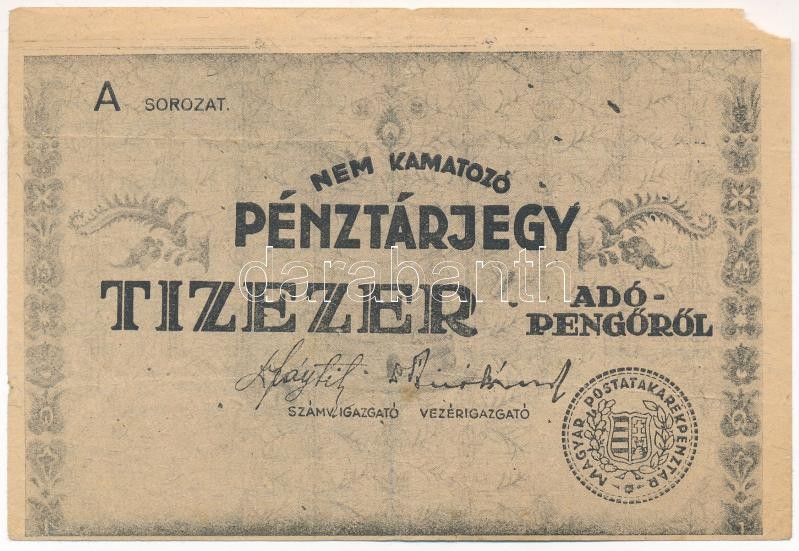 A SOROZAT.
NEM KAMATOZÓ
PÉNZTÁRJEGY
darabanth
TIZEZER ADÓ-
PENGŐRŐL
SZÁMV. IGAZGATÓ VEZÉRIGAZGATÓ
MAGYAR POSTATAKARÉKPÉNZTÁR